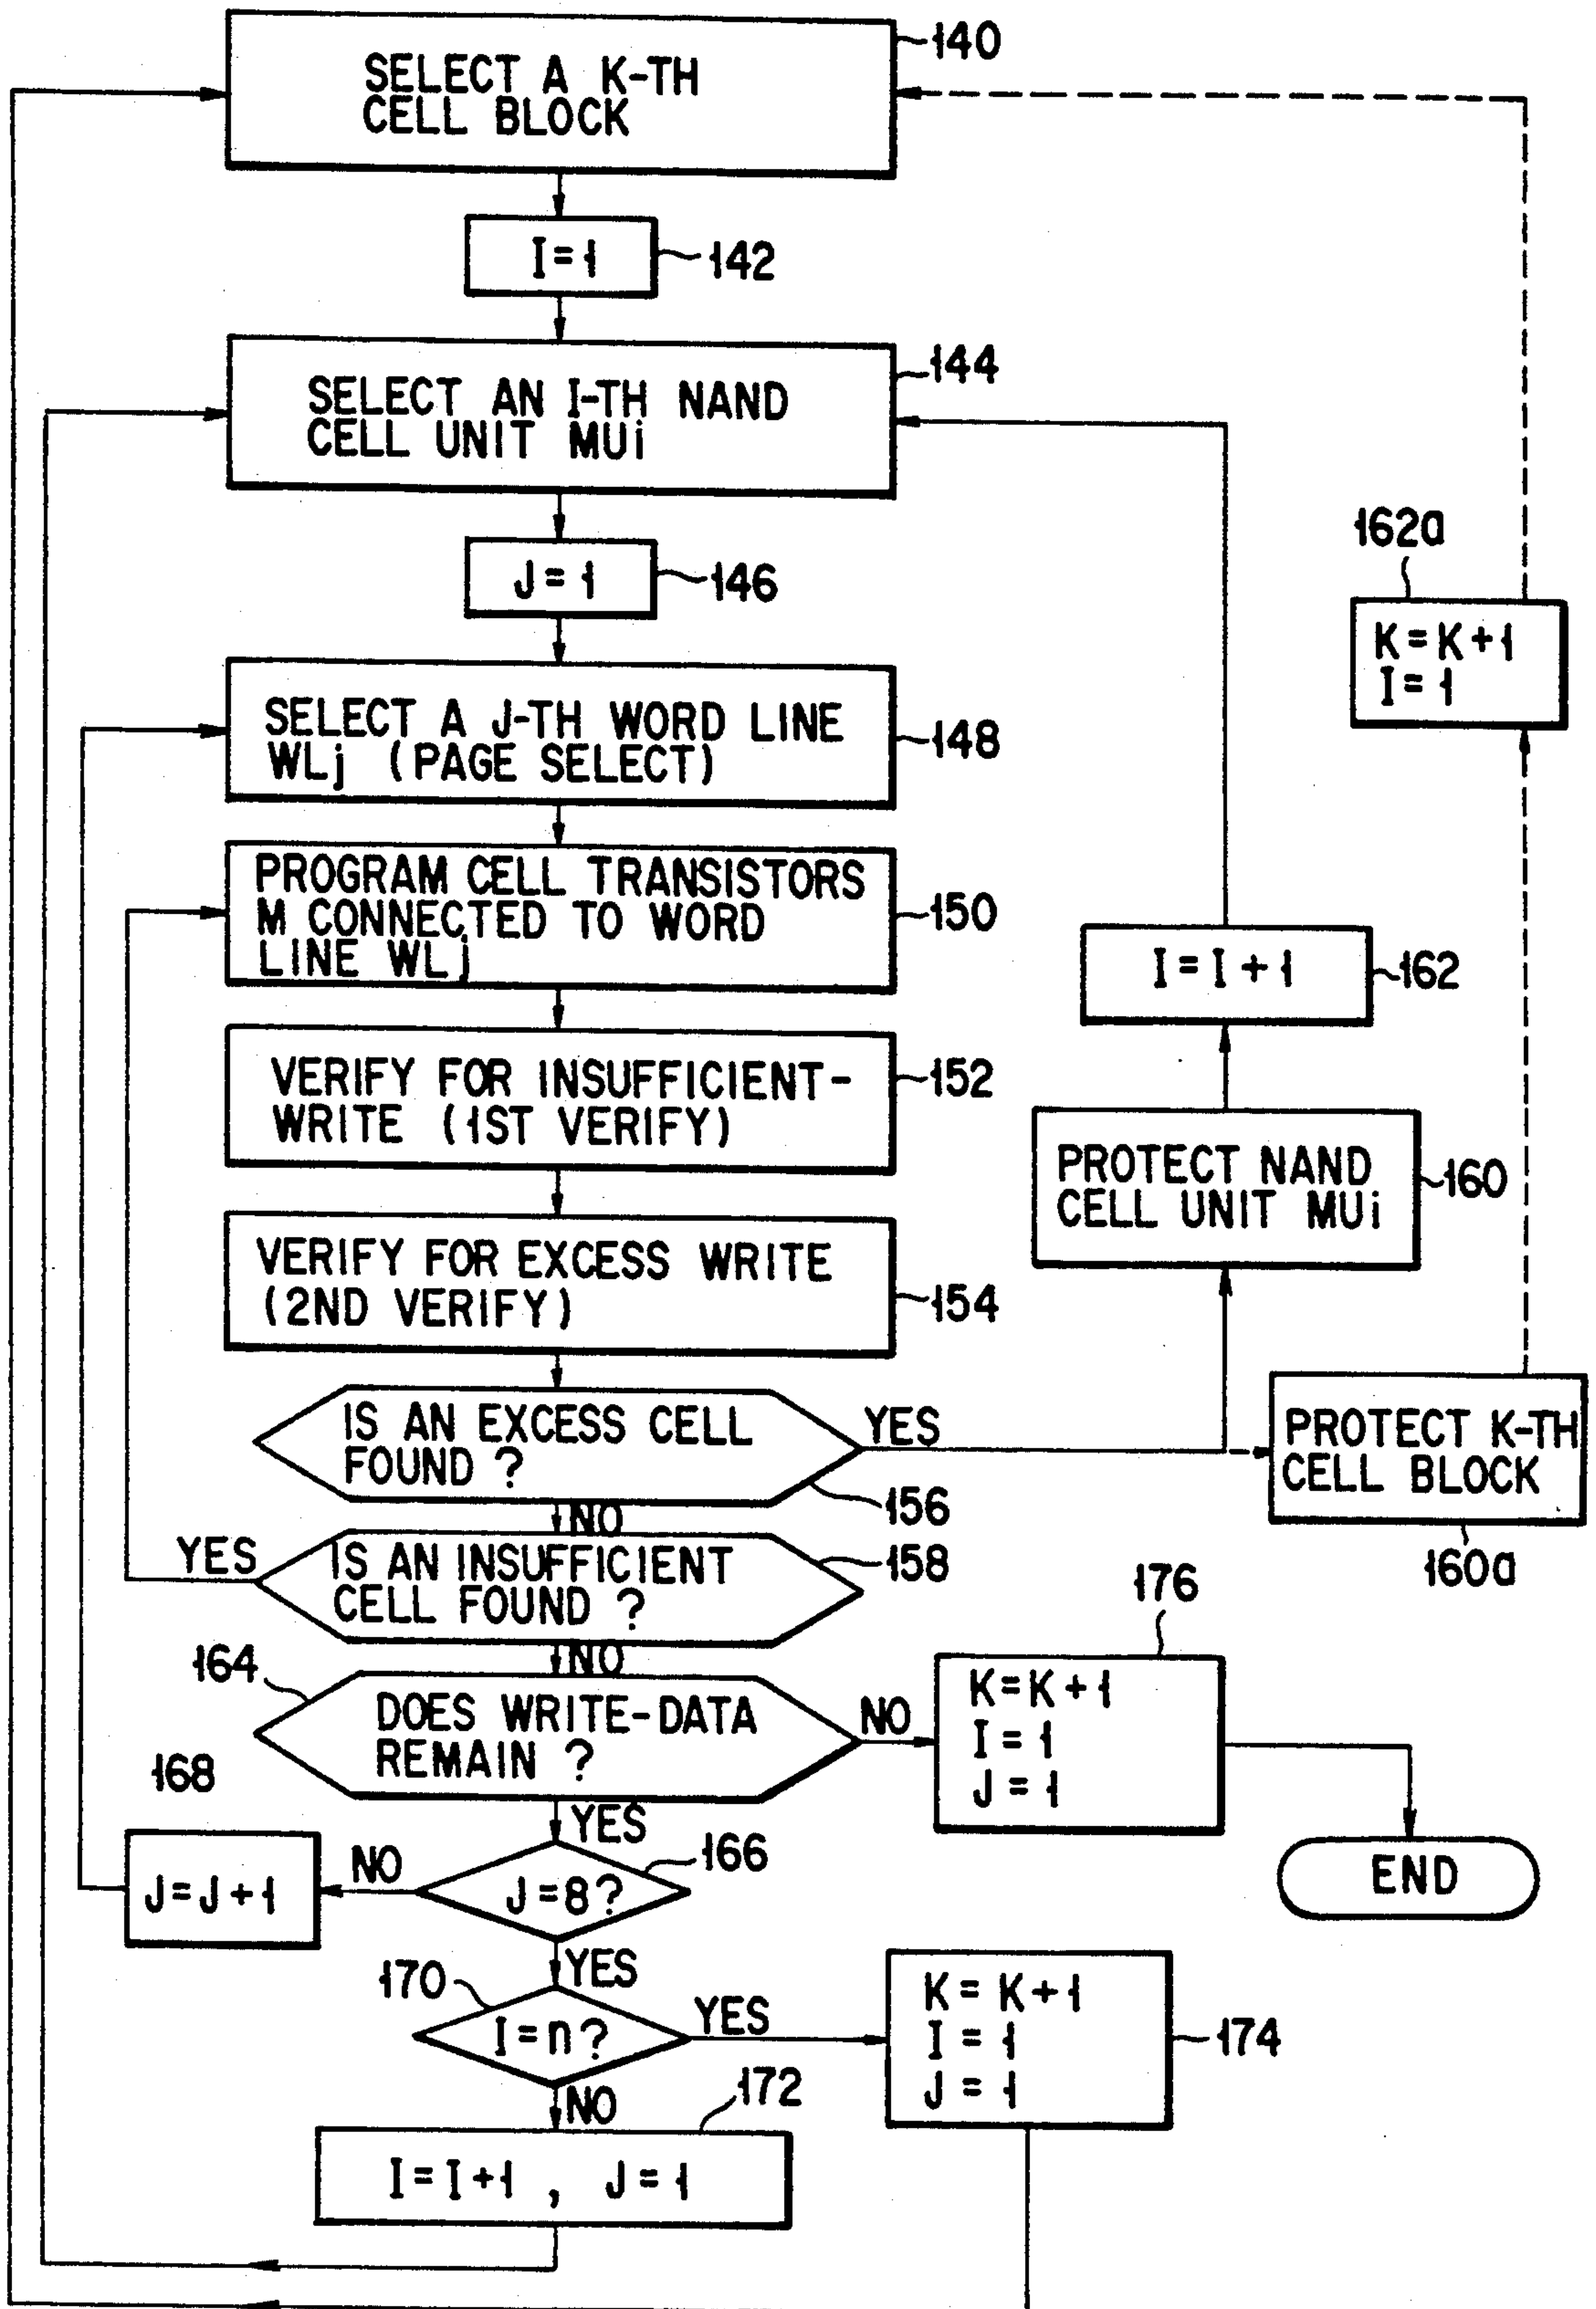 SELECT A K-TH
CELL BLOCK
140
I=1
142
SELECT AN I-TH NAND
CELL UNIT MUi
144
J=1
146
162a
K=K+1
I=1
SELECT A J-TH WORD LINE
WLj (PAGE SELECT)
148
PROGRAM CELL TRANSISTORS
M CONNECTED TO WORD
LINE WLj
150
I=I+1
162
VERIFY FOR INSUFFICIENT-
WRITE (1ST VERIFY)
152
PROTECT NAND
CELL UNIT MUi
160
VERIFY FOR EXCESS WRITE
(2ND VERIFY)
154
IS AN EXCESS CELL
FOUND ?
YES
156
NO
PROTECT K-TH
CELL BLOCK
160a
YES
IS AN INSUFFICIENT
CELL FOUND ?
158
NO
164
DOES WRITE-DATA
REMAIN ?
NO
176
K=K+1
I=1
J=1
YES
168
J=J+1
NO
J=8?
166
END
YES
170
I=n?
YES
K=K+1
I=1
J=1
174
NO
172
I=I+1 , J=1